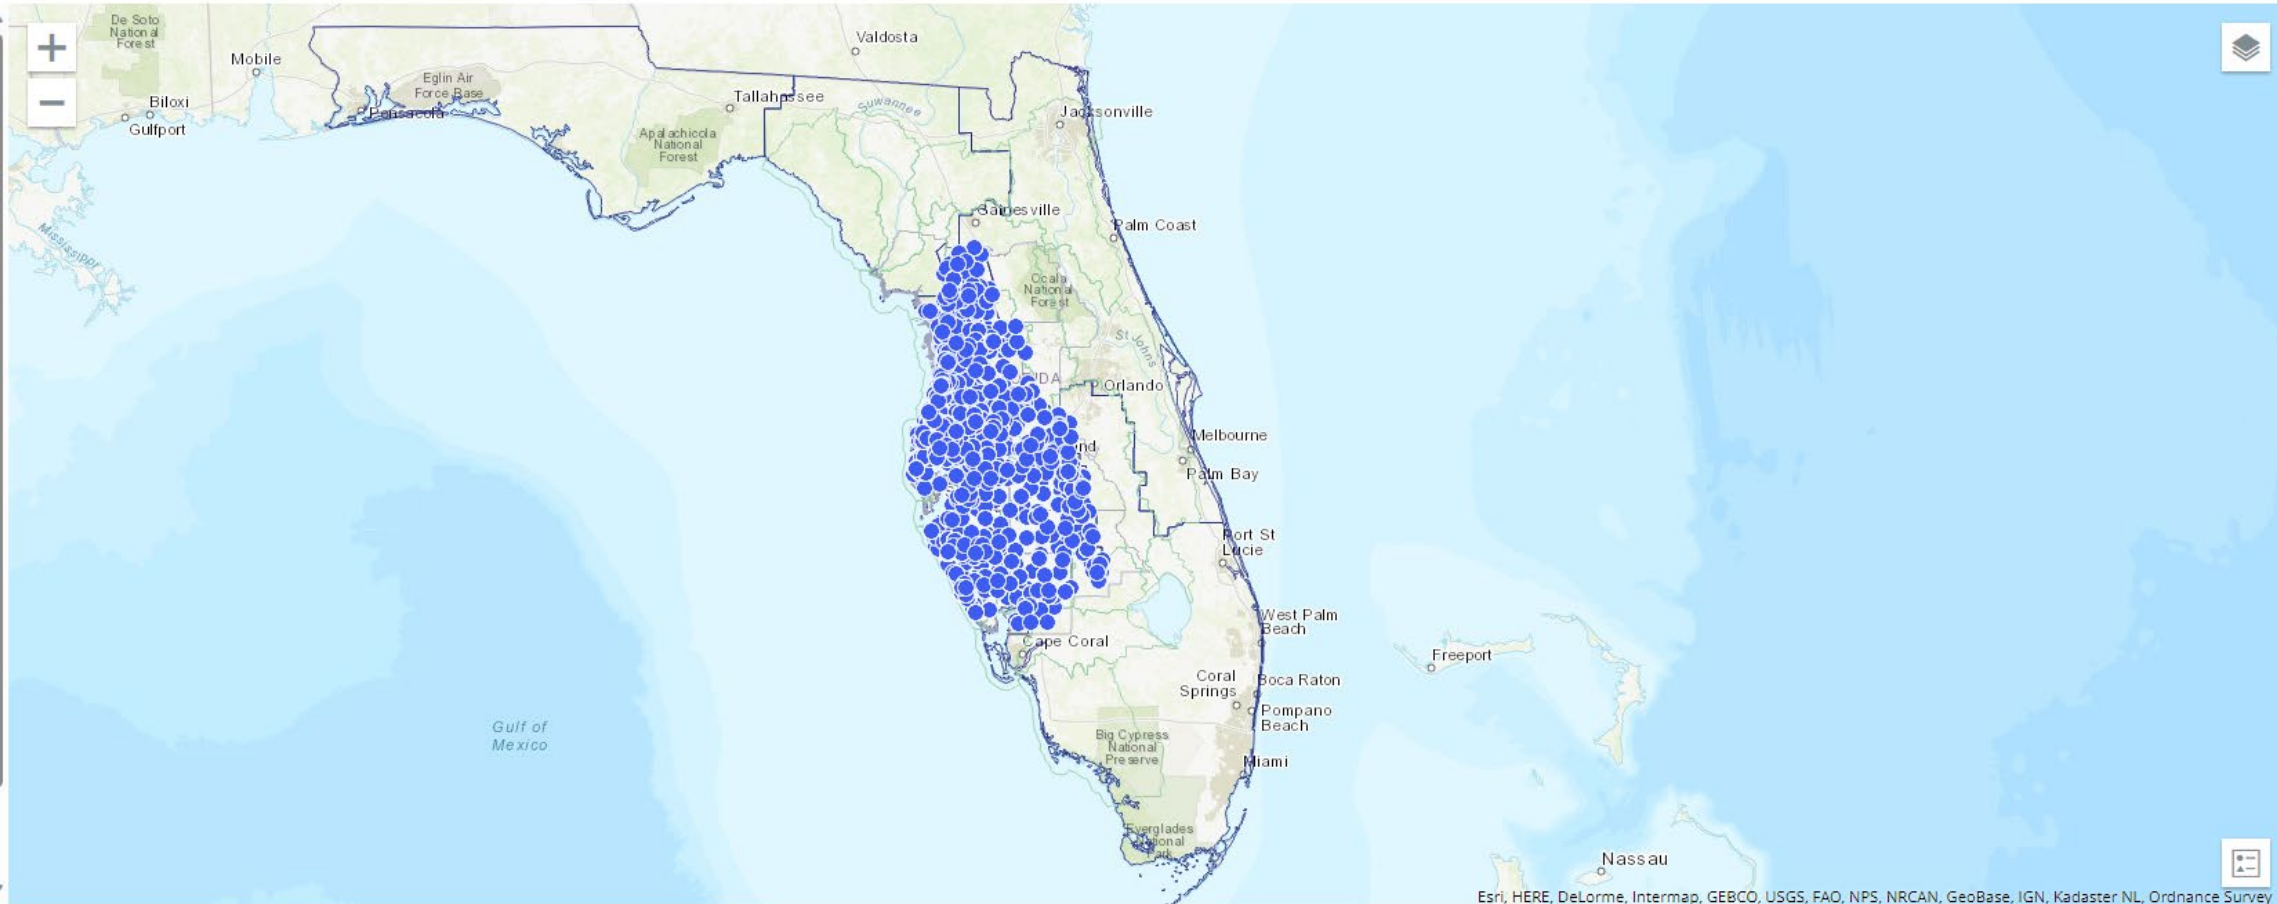 De Soto
National
Forest
Valdosta
Mobile
Eglin Air
Force Base
Tallahassee
Biloxi
Suwannee
Pensacola
Jacksonville
Gulfport
Apalachicola
National
Forest
Gainesville
Palm Coast
Mississippi
Ocala
National
Forest
St Johns
IDA
Orlando
Melbourne
nd
Palm Bay
Port St
Lucie
West Palm
Beach
Cape Coral
Freeport
Coral
Springs
Boca Raton
Pompano
Beach
Gulf of
Mexico
Big Cypress
National
Preserve
Miami
Everglades
National
Park
Nassau
Esri, HERE, DeLorme, Intermap, GEBCO, USGS, FAO, NPS, NRCAN, GeoBase, IGN, Kadaster NL, Ordnance Survey